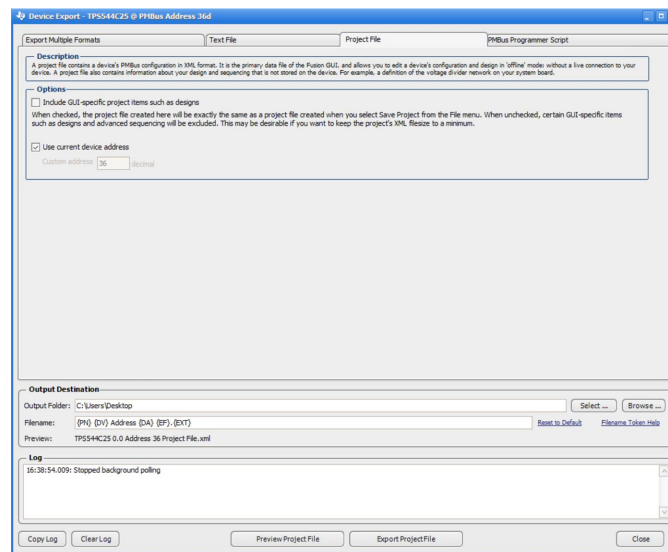 Device Export - TPS544C25 @ PMBus Address 36d
Export Multiple Formats
Text File
Project File
PMBus Programmer Script
Description
A project file contains a device's PMBus configuration in XML format. It is the primary data file of the Fusion GUI. and allows you to edit a device's configuration and design in 'offline' mode: without a live connection to your
device. A project file also contains information about your design and sequencing that is not stored on the device. For example, a definition of the voltage divider network on your system board.
Options
Include GUI-specific project items such as designs
When checked, the project file created here will be exactly the same as a project file created when you select Save Project from the File menu. When unchecked, certain GUI-specific items
such as designs and advanced sequencing will be excluded. This may be desirable if you want to keep the project's XML filesize to a minimum.
Use current device address
Custom address 36 decimal
Output Destination
Output Folder: C:\Users\Desktop Select ... Browse ...
Filename: {PN} {DV} Address {DA} {EF}.{EXT} Reset to Default Filename Token Help
Preview: TPS544C25 0.0 Address 36 Project File.xml
Log
16:38:54.009: Stopped background polling
Copy Log Clear Log Preview Project File Export Project File Close